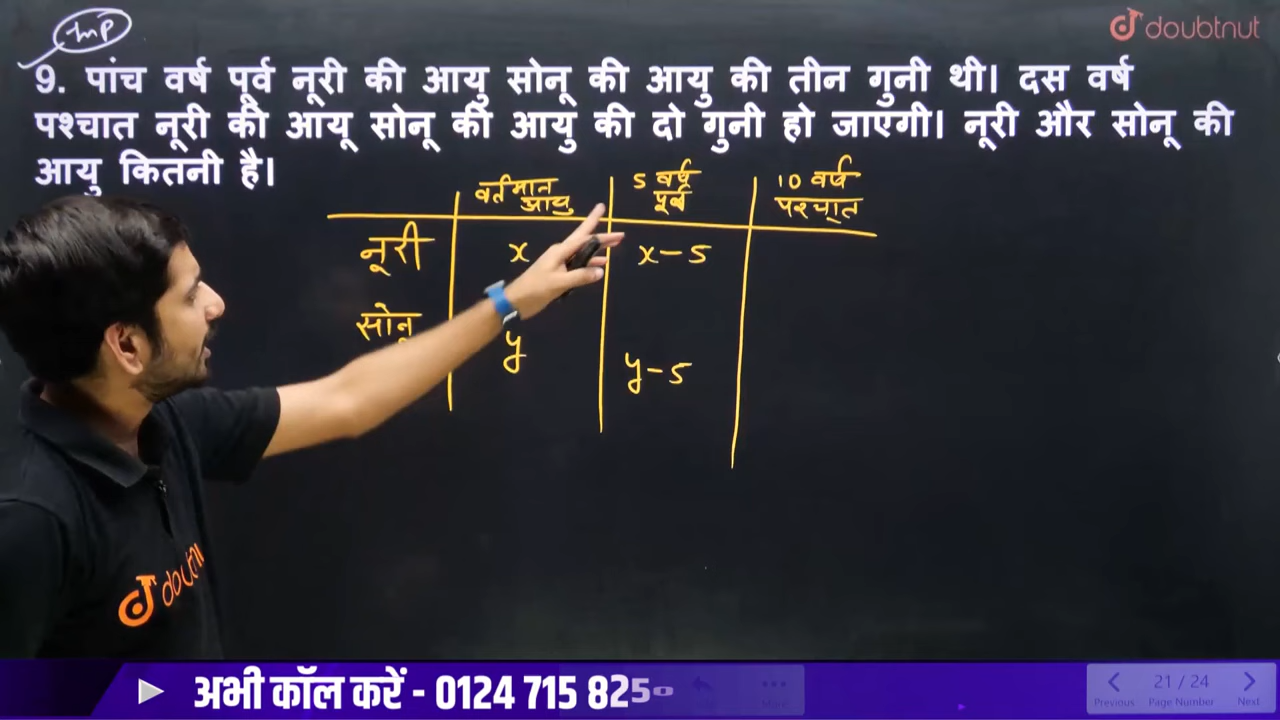 Imp
doubtnut
9. पांच वर्ष पूर्व नूरी की आयु सोनू की आयु की तीन गुनी थी। दस वर्ष
पश्चात नूरी की आयू सोनू की आयु की दो गुनी हो जाएगी। नूरी और सोनू की
आयु कितनी है।
वर्तमान आयु
5 वर्ष पूर्व
10 वर्ष पश्चात
नूरी x x-5
सोनू y y-5
doubtnut
अभी कॉल करें - 0124 715 825
21 / 24
Previous Page Number Next